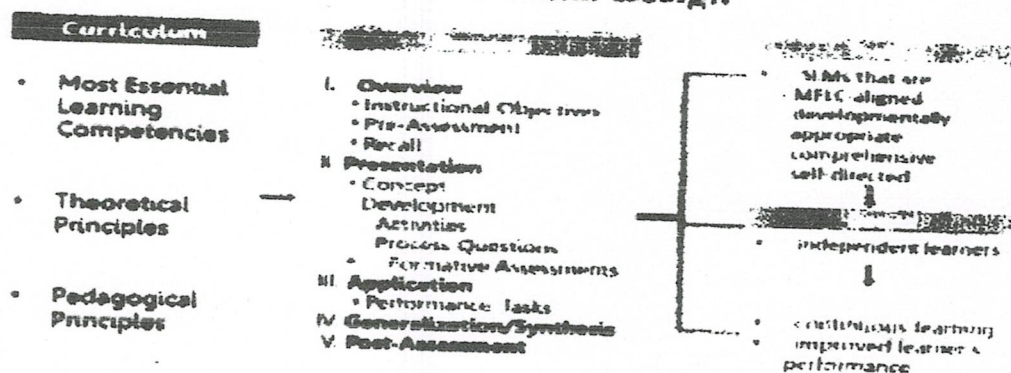 Curriculum
• Most Essential
Learning
Competencies
• Theoretical
Principles
• Pedagogical
Principles
I. Overview
• Instructional Objectives
• Pre-Assessment
• Recall
II. Presentation
• Concept
Development
Activities
Process Questions
• Formative Assessments
III. Application
• Performance Tasks
IV. Generalization/Synthesis
V. Post-Assessment
• SLMs that are
MELC-aligned
developmentally
appropriate
comprehensive
self-directed
• independent learners
• continuous learning
• improved learner's
performance